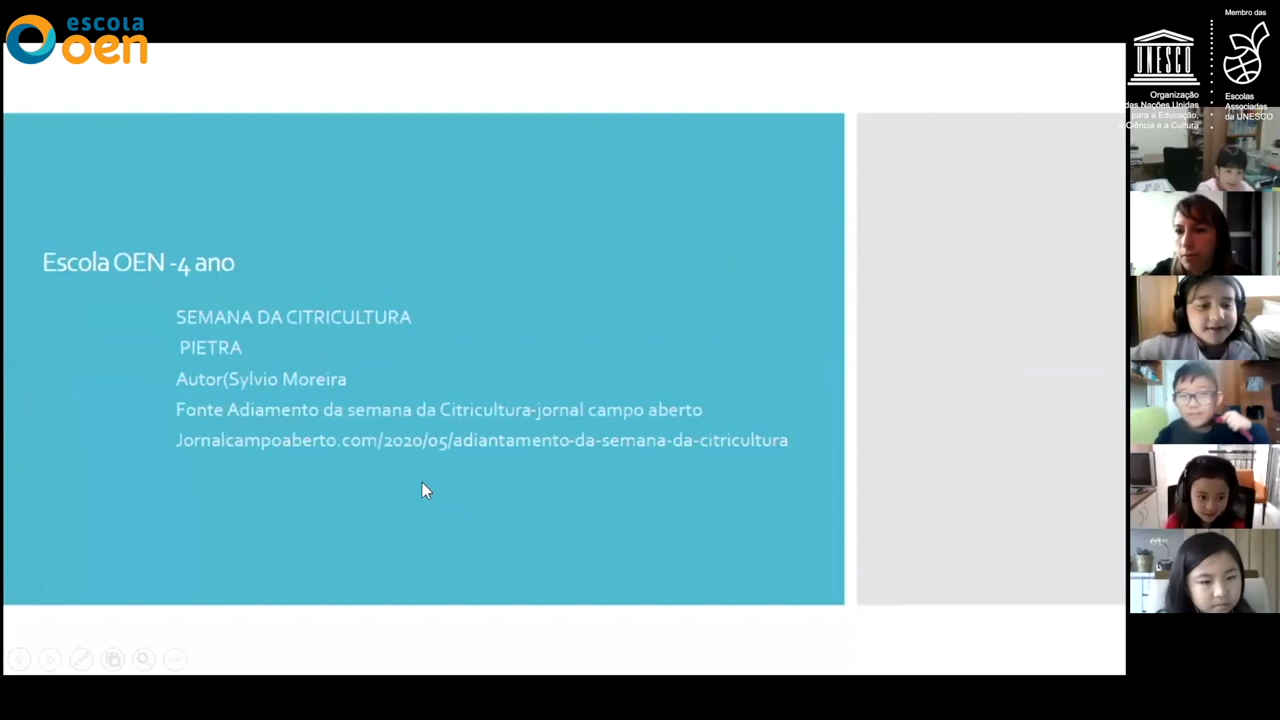 escola
oen
Membro das
UNESCO
Organização
das Nações Unidas
para a Educação,
a Ciência e a Cultura
Escolas
Associadas
da UNESCO
Escola OEN -4 ano
SEMANA DA CITRICULTURA
PIETRA
Autor(Sylvio Moreira
Fonte Adiamento da semana da Citricultura-jornal campo aberto
Jornalcampoaberto.com/2020/05/adiantamento-da-semana-da-citricultura